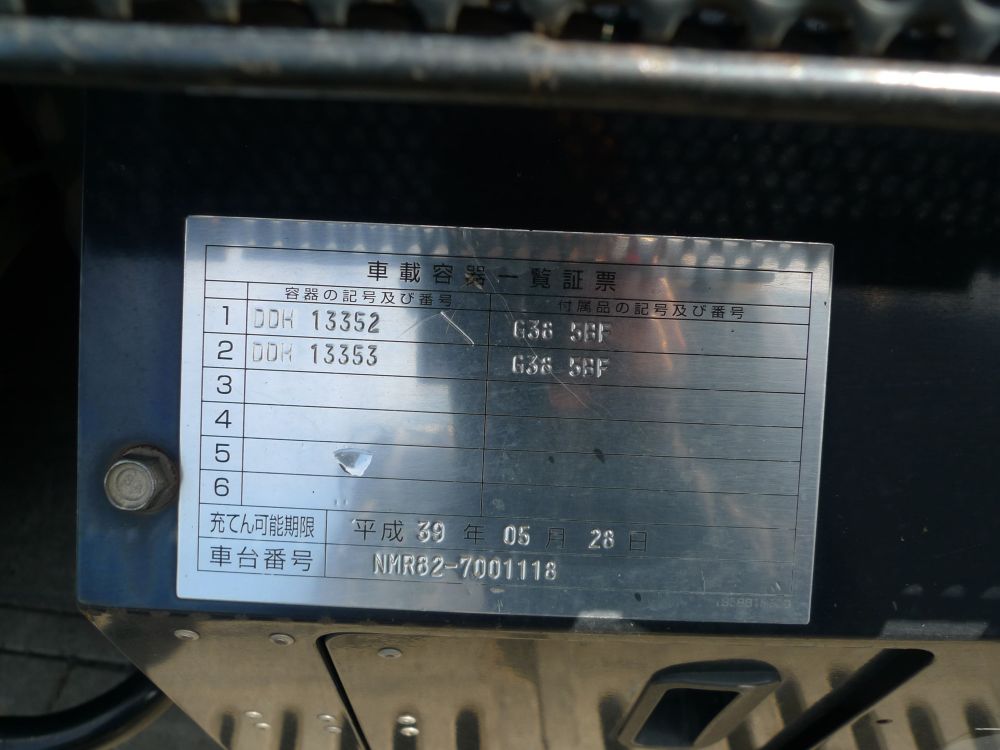 車載容器一覧証票
容器の記号及び番号 付属品の記号及び番号
1 DDH 13352 G38 5BF
2 DDH 13353 G38 5BF
3
4
5
6
充てん可能期限 平成 39 年 05 月 28 日
車台番号 NMR82-7001118